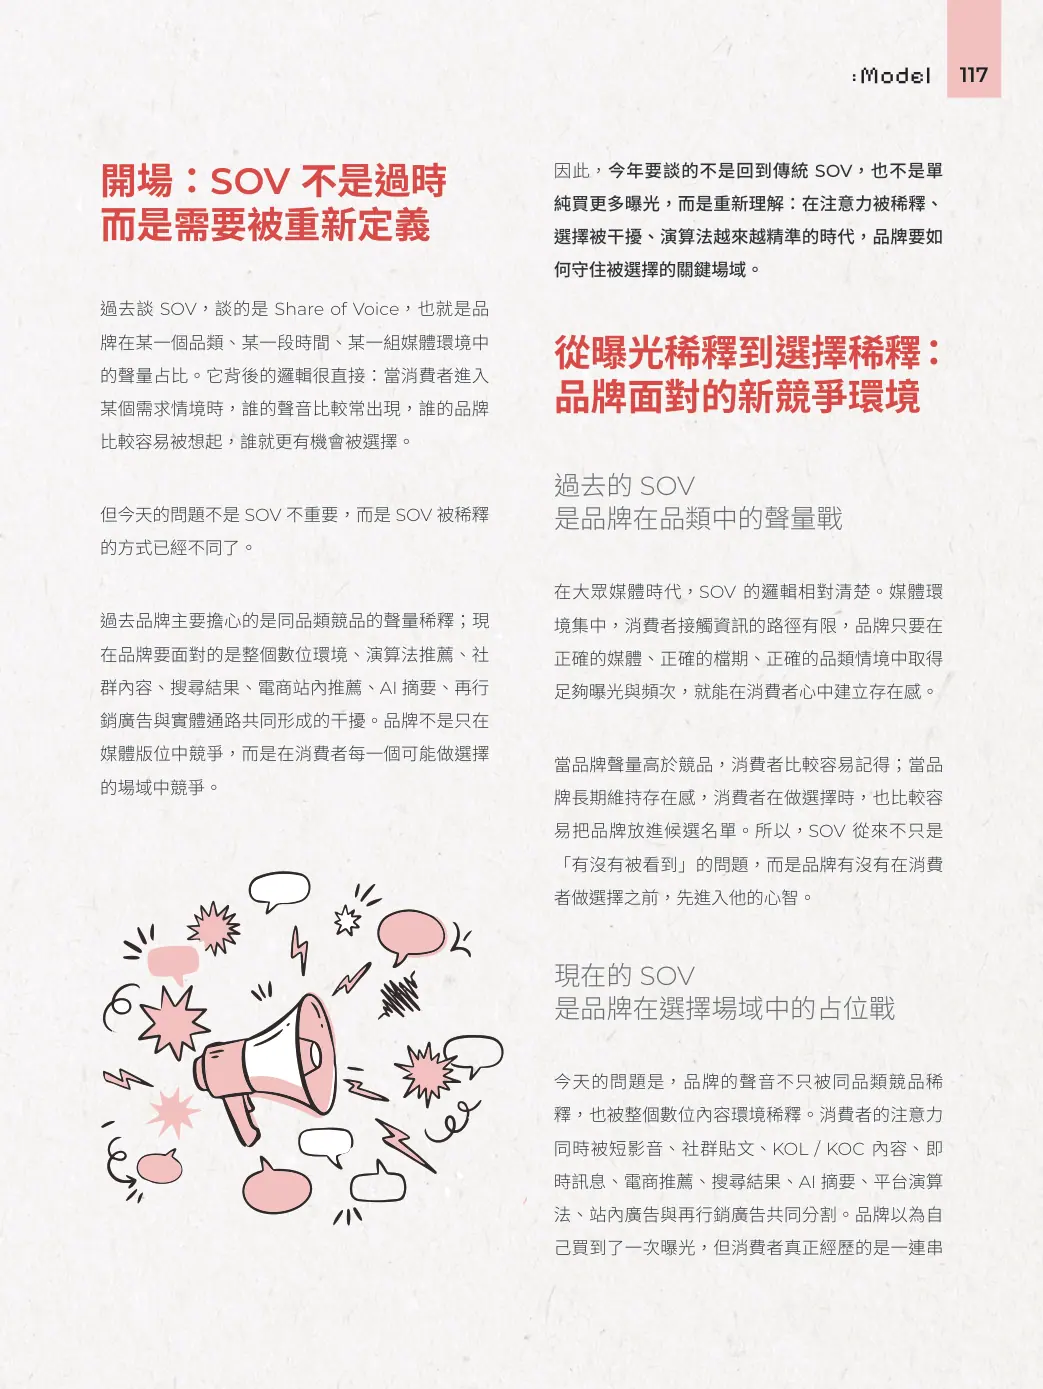 :Model
117
開場：SOV 不是過時
而是需要被重新定義
過去談 SOV，談的是 Share of Voice，也就是品
牌在某一個品類、某一段時間、某一組媒體環境中
的聲量占比。它背後的邏輯很直接：當消費者進入
某個需求情境時，誰的聲音比較常出現，誰的品牌
比較容易被想起，誰就更有機會被選擇。
但今天的問題不是 SOV 不重要，而是 SOV 被稀釋
的方式已經不同了。
過去品牌主要擔心的是同品類競品的聲量稀釋；現
在品牌要面對的是整個數位環境、演算法推薦、社
群內容、搜尋結果、電商站內推薦、AI 摘要、再行
銷廣告與實體通路共同形成的干擾。品牌不是只在
媒體版位中競爭，而是在消費者每一個可能做選擇
的場域中競爭。
因此，今年要談的不是回到傳統 SOV，也不是單
純買更多曝光，而是重新理解：在注意力被稀釋、
選擇被干擾、演算法越來越精準的時代，品牌要如
何守住被選擇的關鍵場域。
從曝光稀釋到選擇稀釋：
品牌面對的新競爭環境
過去的 SOV
是品牌在品類中的聲量戰
在大眾媒體時代，SOV 的邏輯相對清楚。媒體環
境集中，消費者接觸資訊的路徑有限，品牌只要在
正確的媒體、正確的檔期、正確的品類情境中取得
足夠曝光與頻次，就能在消費者心中建立存在感。
當品牌聲量高於競品，消費者比較容易記得；當品
牌長期維持存在感，消費者在做選擇時，也比較容
易把品牌放進候選名單。所以，SOV 從來不只是
「有沒有被看到」的問題，而是品牌有沒有在消費
者做選擇之前，先進入他的心智。
現在的 SOV
是品牌在選擇場域中的占位戰
今天的問題是，品牌的聲音不只被同品類競品稀
釋，也被整個數位內容環境稀釋。消費者的注意力
同時被短影音、社群貼文、KOL / KOC 內容、即
時訊息、電商推薦、搜尋結果、AI 摘要、平台演算
法、站內廣告與再行銷廣告共同分割。品牌以為自
己買到了一次曝光，但消費者真正經歷的是一連串